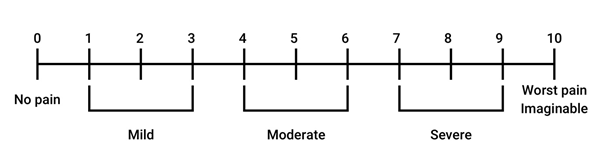 0 1 2 3 4 5 6 7 8 9 10
No pain
Worst pain
Imaginable
Mild
Moderate
Severe